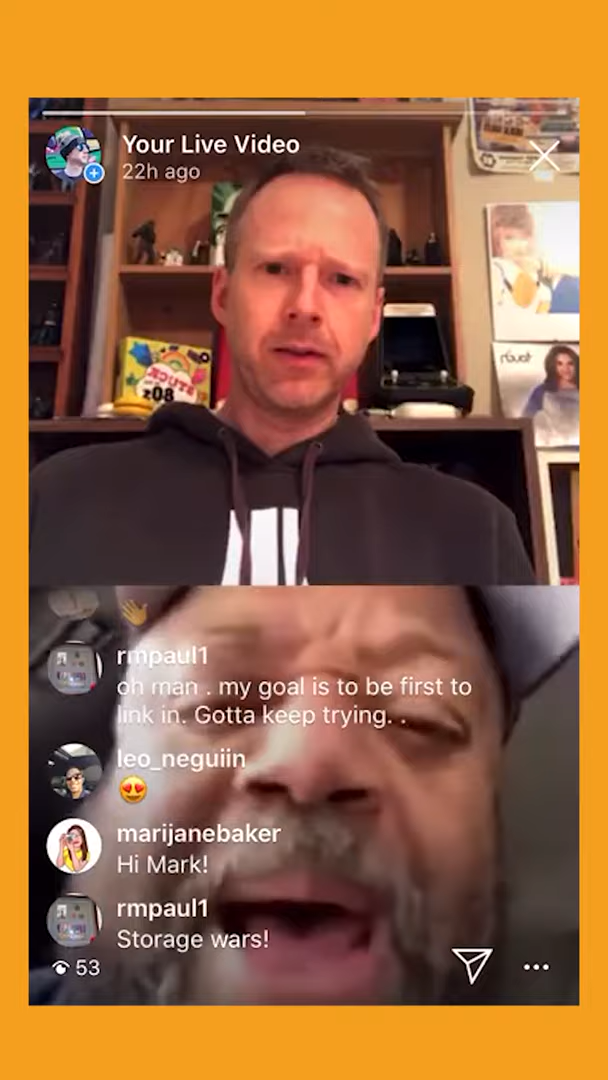 Your Live Video
22h ago
rmpaul1
oh man . my goal is to be first to
link in. Gotta keep trying. .
leo_neguiin
😍
marijanebaker
Hi Mark!
rmpaul1
Storage wars!
53